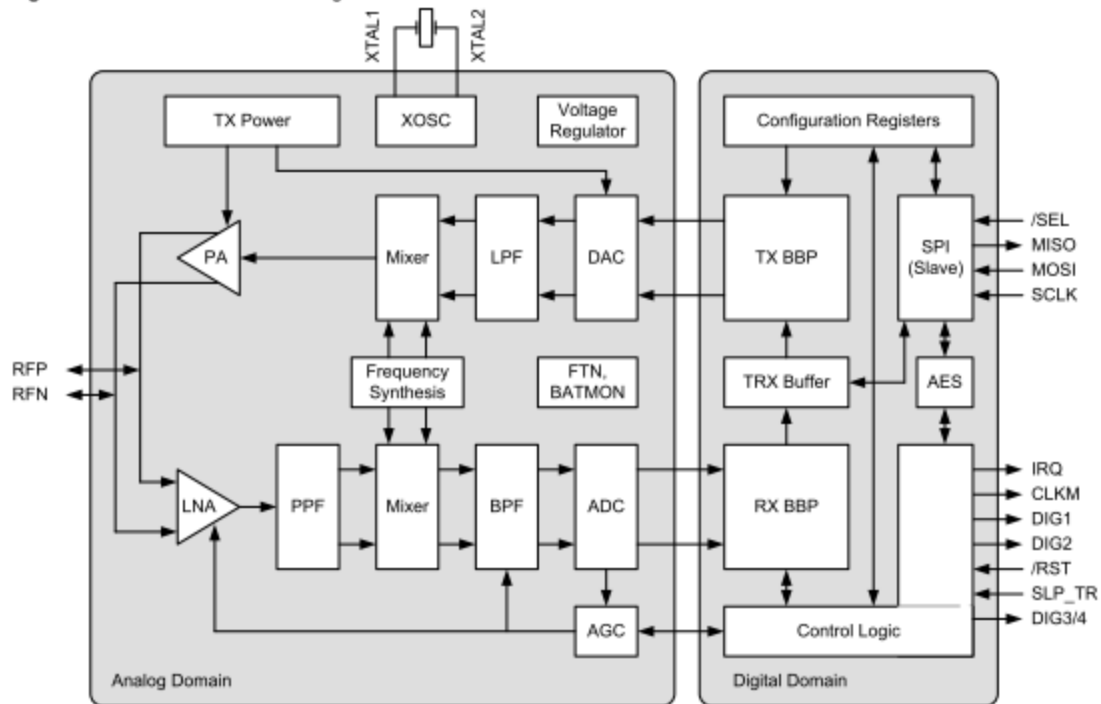 XTAL1
XTAL2
TX Power
XOSC
Voltage
Regulator
Configuration Registers
PA
Mixer
LPF
DAC
TX BBP
SPI
(Slave)
/SEL
MISO
MOSI
SCLK
RFP
RFN
Frequency
Synthesis
FTN,
BATMON
TRX Buffer
AES
LNA
PPF
Mixer
BPF
ADC
RX BBP
IRQ
CLKM
DIG1
DIG2
/RST
SLP_TR
DIG3/4
AGC
Control Logic
Analog Domain
Digital Domain